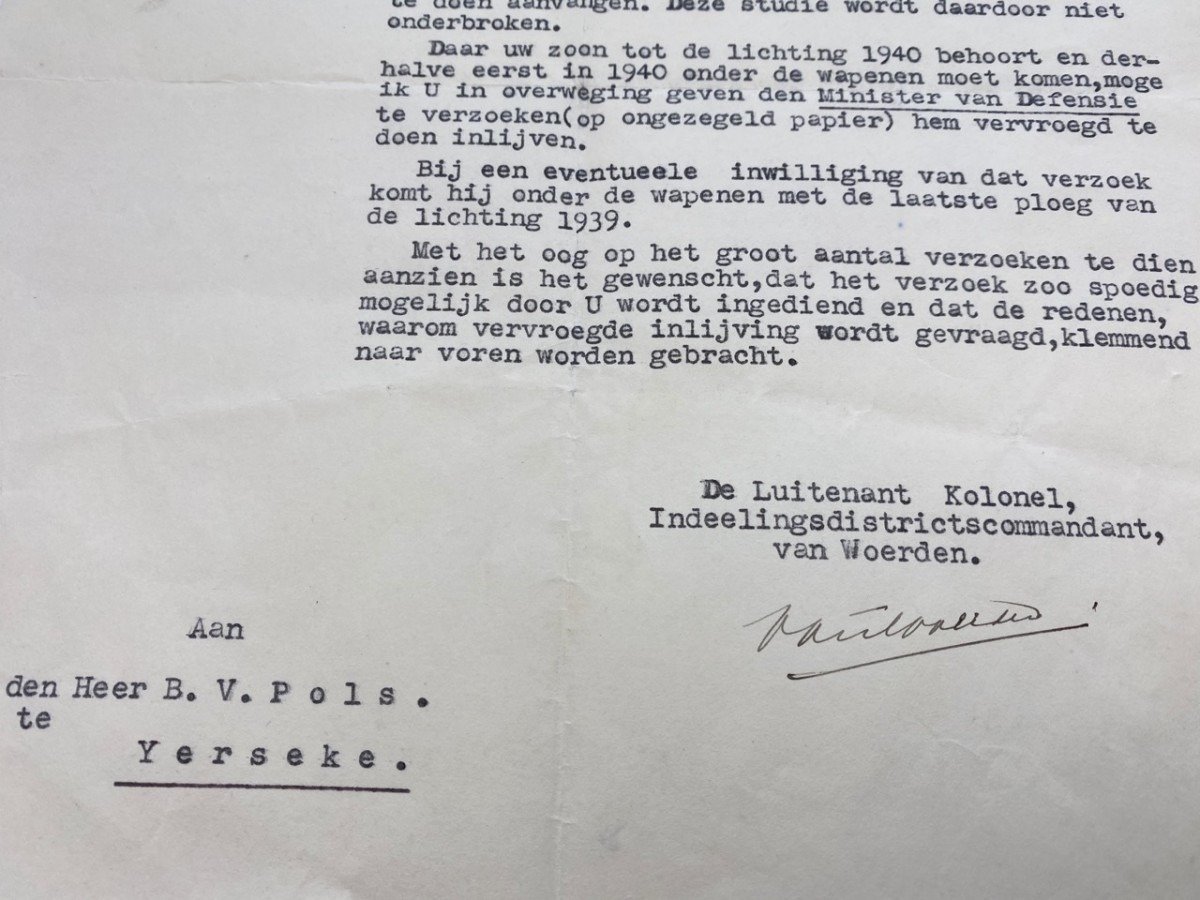 te doen aanvangen. Deze studie wordt daardoor niet
onderbroken.
Daar uw zoon tot de lichting 1940 behoort en der-
halve eerst in 1940 onder de wapenen moet komen,moge
ik U in overweging geven den Minister van Defensie
te verzoeken(op ongezegeld papier) hem vervroegd te
doen inlijven.
Bij een eventueele inwilliging van dat verzoek
komt hij onder de wapenen met de laatste ploeg van
de lichting 1939.
Met het oog op het groot aantal verzoeken te dien
aanzien is het gewenscht,dat het verzoek zoo spoedig
mogelijk door U wordt ingediend en dat de redenen,
waarom vervroegde inlijving wordt gevraagd,klemmend
naar voren worden gebracht.
De Luitenant Kolonel,
Indeelingsdistrictscommandant,
van Woerden.
vanWoerden
Aan
den Heer B. V. P o l s .
te
Y e r s e k e .